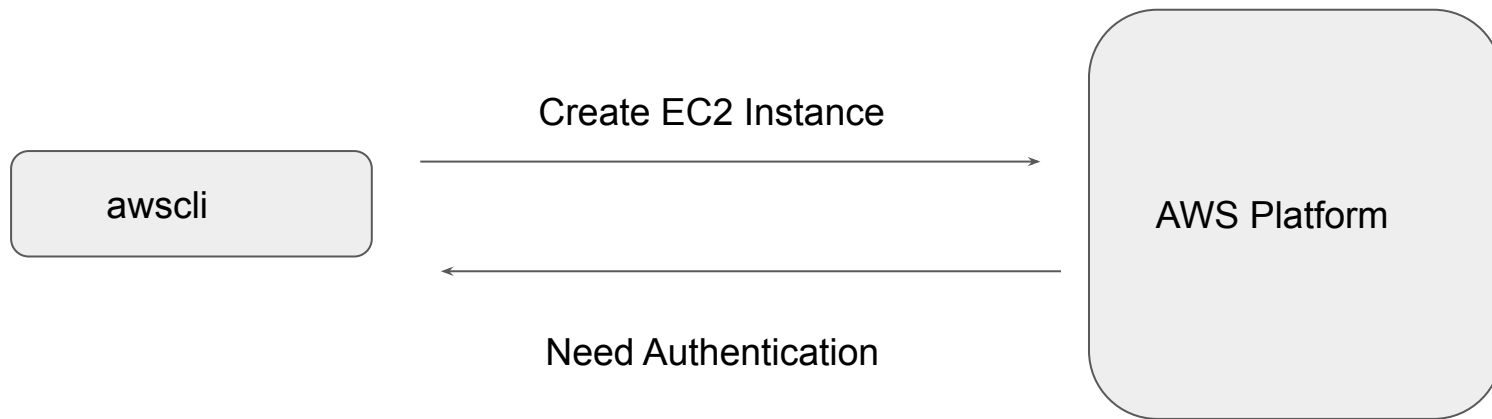 Create EC2 Instance
awscli
AWS Platform
Need Authentication